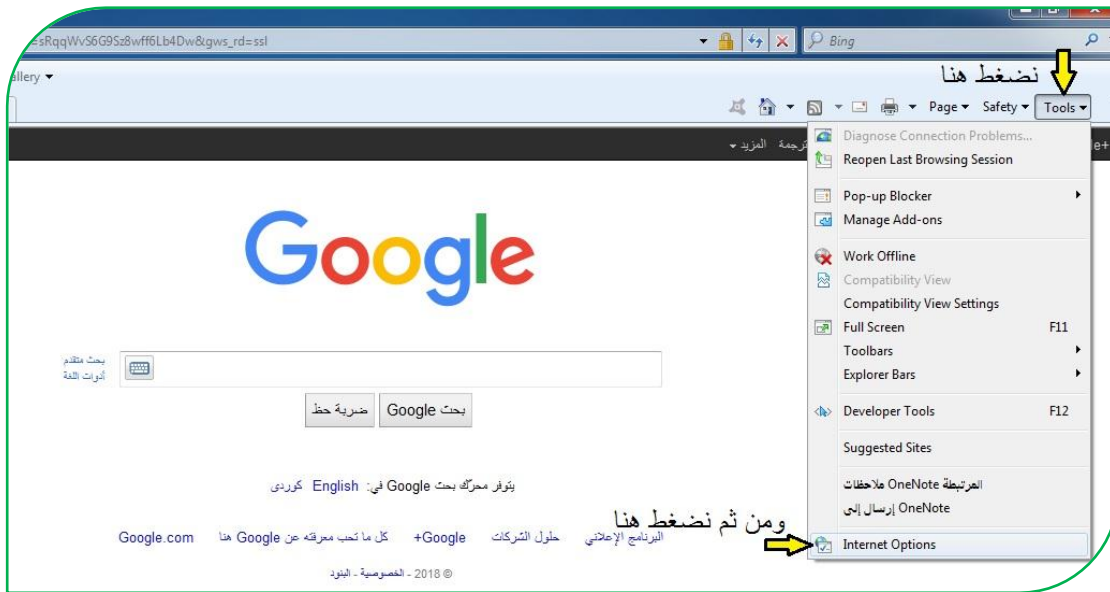 =sRqqWvS6G9Sz8wff6Lb4Dw&gws_rd=ssl
Bing
allery
نضغط هنا
Page Safety Tools
ترجمة المزيد
e+
Diagnose Connection Problems...
Reopen Last Browsing Session
Pop-up Blocker
Manage Add-ons
Work Offline
Compatibility View
Compatibility View Settings
Full Screen F11
Toolbars
Explorer Bars
Developer Tools F12
Suggested Sites
المرتبطة OneNote ملاحظات
OneNote إرسال إلى
Internet Options
Google
بحث متقدم
أدوات اللغة
بحث Google ضربة حظ
يتوفر محرّك بحث Google في: English كوردی
ومن ثم نضغط هنا
البرنامج الإعلاني حلول الشركات Google+ كل ما تحب معرفته عن Google هنا Google.com
© 2018 - الخصوصية - البنود